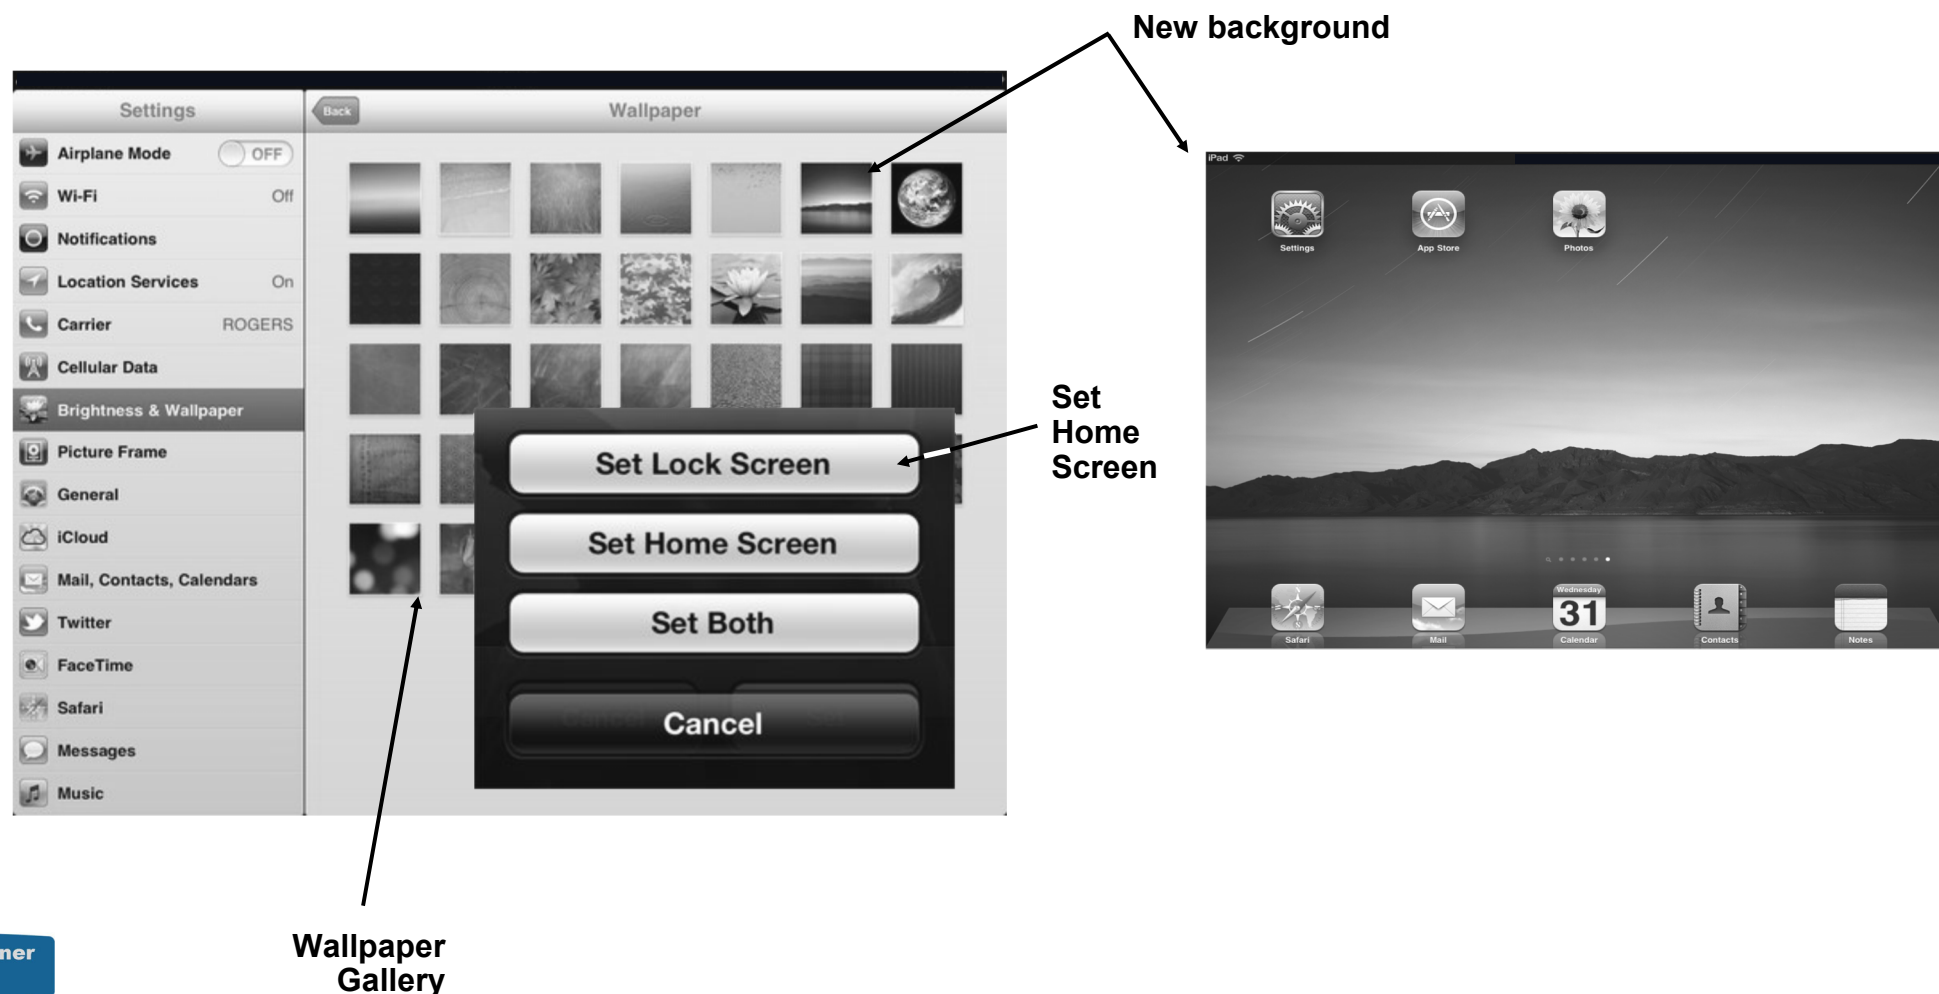 New background
Settings
Back
Wallpaper
Airplane Mode
OFF
Wi-Fi
Off
Notifications
Location Services
On
Carrier
ROGERS
Cellular Data
Brightness & Wallpaper
Picture Frame
General
iCloud
Mail, Contacts, Calendars
Twitter
FaceTime
Safari
Messages
Music
Set Lock Screen
Set Home Screen
Set Both
Cancel
Cancel
Set
Home
Screen
iPad
Settings
App Store
Photos
Wednesday
31
Safari
Mail
Calendar
Contacts
Notes
Wallpaper
Gallery
ner